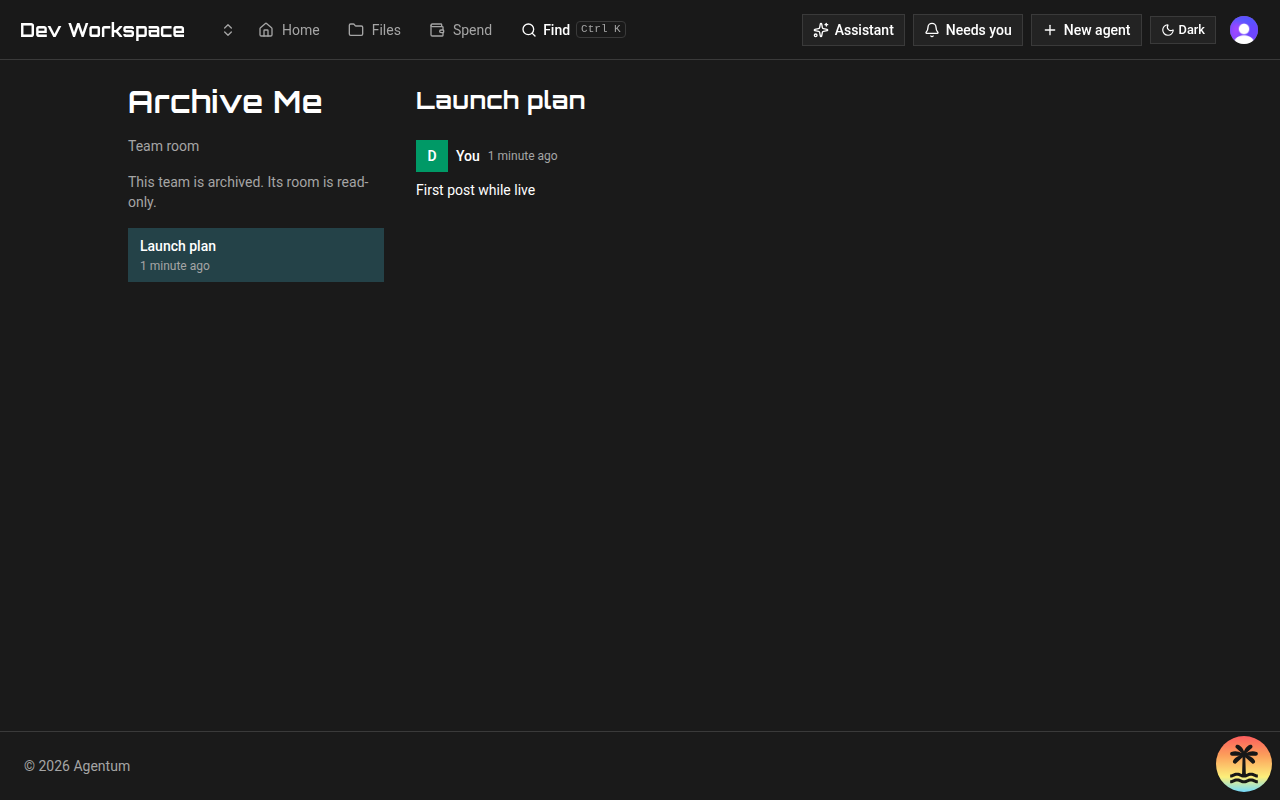 Dev Workspace
Home
Files
Spend
Find Ctrl K
Assistant
Needs you
New agent
Dark
Archive Me
Team room
This team is archived. Its room is read-
only.
Launch plan
1 minute ago
Launch plan
D
You 1 minute ago
First post while live
© 2026 Agentum